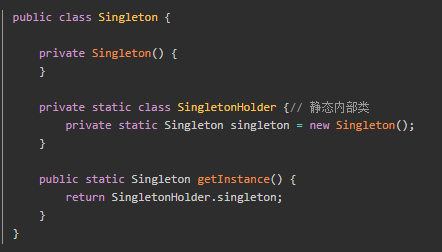 public class Singleton {
private Singleton() {
}
private static class SingletonHolder {// 静态内部类
private static Singleton singleton = new Singleton();
}
public static Singleton getInstance() {
return SingletonHolder.singleton;
}
}